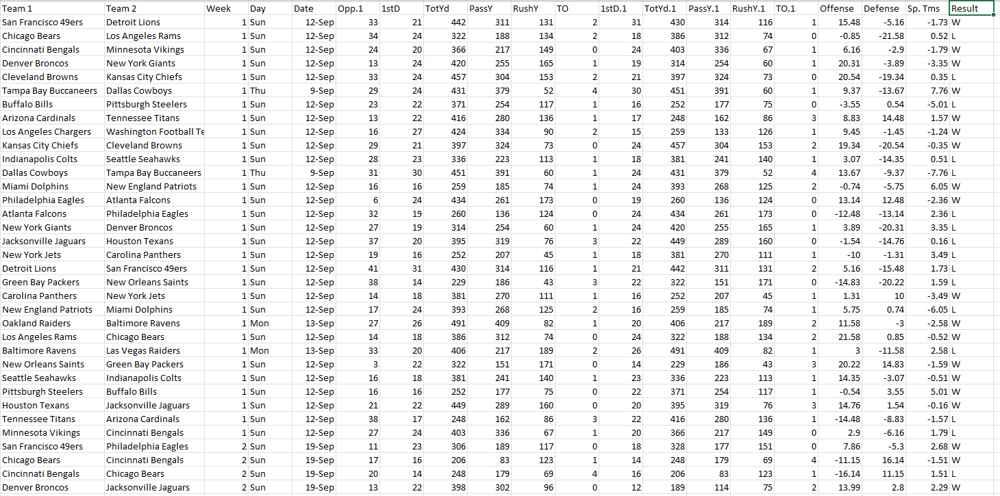 Team 1 Team 2 Week Day Date Opp.1 1stD TotYd PassY RushY TO 1stD.1 TotYd.1 PassY.1 RushY.1 TO.1 Offense Defense Sp. Tms Result
San Francisco 49ers Detroit Lions 1 Sun 12-Sep 33 21 442 311 131 2 31 430 314 116 1 15.48 -5.16 -1.73 W
Chicago Bears Los Angeles Rams 1 Sun 12-Sep 34 24 322 188 134 2 18 386 312 74 0 -0.85 -21.58 0.52 L
Cincinnati Bengals Minnesota Vikings 1 Sun 12-Sep 24 20 366 217 149 0 24 403 336 67 1 6.16 -2.9 -1.79 W
Denver Broncos New York Giants 1 Sun 12-Sep 13 24 420 255 165 1 19 314 254 60 1 20.31 -3.89 -3.35 W
Cleveland Browns Kansas City Chiefs 1 Sun 12-Sep 33 24 457 304 153 2 21 397 324 73 0 20.54 -19.34 0.35 L
Tampa Bay Buccaneers Dallas Cowboys 1 Thu 9-Sep 29 24 431 379 52 4 30 451 391 60 1 9.37 -13.67 7.76 W
Buffalo Bills Pittsburgh Steelers 1 Sun 12-Sep 23 22 371 254 117 1 16 252 177 75 0 -3.55 0.54 -5.01 L
Arizona Cardinals Tennessee Titans 1 Sun 12-Sep 13 22 416 280 136 1 17 248 162 86 3 8.83 14.48 1.57 W
Los Angeles Chargers Washington Football Te 1 Sun 12-Sep 16 27 424 334 90 2 15 259 133 126 1 9.45 -1.45 -1.24 W
Kansas City Chiefs Cleveland Browns 1 Sun 12-Sep 29 21 397 324 73 0 24 457 304 153 2 19.34 -20.54 -0.35 W
Indianapolis Colts Seattle Seahawks 1 Sun 12-Sep 28 23 336 223 113 1 18 381 241 140 1 3.07 -14.35 0.51 L
Dallas Cowboys Tampa Bay Buccaneers 1 Thu 9-Sep 31 30 451 391 60 1 24 431 379 52 4 13.67 -9.37 -7.76 L
Miami Dolphins New England Patriots 1 Sun 12-Sep 16 16 259 185 74 1 24 393 268 125 2 -0.74 -5.75 6.05 W
Philadelphia Eagles Atlanta Falcons 1 Sun 12-Sep 6 24 434 261 173 0 19 260 136 124 0 13.14 12.48 -2.36 W
Atlanta Falcons Philadelphia Eagles 1 Sun 12-Sep 32 19 260 136 124 0 24 434 261 173 0 -12.48 -13.14 2.36 L
New York Giants Denver Broncos 1 Sun 12-Sep 27 19 314 254 60 1 24 420 255 165 1 3.89 -20.31 3.35 L
Jacksonville Jaguars Houston Texans 1 Sun 12-Sep 37 20 395 319 76 3 22 449 289 160 0 -1.54 -14.76 0.16 L
New York Jets Carolina Panthers 1 Sun 12-Sep 19 16 252 207 45 1 18 381 270 111 1 -10 -1.31 3.49 L
Detroit Lions San Francisco 49ers 1 Sun 12-Sep 41 31 430 314 116 1 21 442 311 131 2 5.16 -15.48 1.73 L
Green Bay Packers New Orleans Saints 1 Sun 12-Sep 38 14 229 186 43 3 22 322 151 171 0 -14.83 -20.22 1.59 L
Carolina Panthers New York Jets 1 Sun 12-Sep 14 18 381 270 111 1 16 252 207 45 1 1.31 10 -3.49 W
New England Patriots Miami Dolphins 1 Sun 12-Sep 17 24 393 268 125 2 16 259 185 74 1 5.75 0.74 -6.05 L
Oakland Raiders Baltimore Ravens 1 Mon 13-Sep 27 26 491 409 82 1 20 406 217 189 2 11.58 -3 -2.58 W
Los Angeles Rams Chicago Bears 1 Sun 12-Sep 14 18 386 312 74 0 24 322 188 134 2 21.58 0.85 -0.52 W
Baltimore Ravens Las Vegas Raiders 1 Mon 13-Sep 33 20 406 217 189 2 26 491 409 82 1 3 -11.58 2.58 L
New Orleans Saints Green Bay Packers 1 Sun 12-Sep 3 22 322 151 171 0 14 229 186 43 3 20.22 14.83 -1.59 W
Seattle Seahawks Indianapolis Colts 1 Sun 12-Sep 16 18 381 241 140 1 23 336 223 113 1 14.35 -3.07 -0.51 W
Pittsburgh Steelers Buffalo Bills 1 Sun 12-Sep 16 16 252 177 75 0 22 371 254 117 1 -0.54 3.55 5.01 W
Houston Texans Jacksonville Jaguars 1 Sun 12-Sep 21 22 449 289 160 0 20 395 319 76 3 14.76 1.54 -0.16 W
Tennessee Titans Arizona Cardinals 1 Sun 12-Sep 38 17 248 162 86 3 22 416 280 136 1 -14.48 -8.83 -1.57 L
Minnesota Vikings Cincinnati Bengals 1 Sun 12-Sep 27 24 403 336 67 1 20 366 217 149 0 2.9 -6.16 1.79 L
San Francisco 49ers Philadelphia Eagles 2 Sun 19-Sep 11 23 306 189 117 0 18 328 177 151 0 7.86 -5.3 2.68 W
Chicago Bears Cincinnati Bengals 2 Sun 19-Sep 17 16 206 83 123 1 14 248 179 69 4 -11.15 16.14 -1.51 W
Cincinnati Bengals Chicago Bears 2 Sun 19-Sep 20 14 248 179 69 4 16 206 83 123 1 -16.14 11.15 1.51 L
Denver Broncos Jacksonville Jaguars 2 Sun 19-Sep 13 22 398 302 96 0 12 189 114 75 2 13.99 2.8 2.29 W